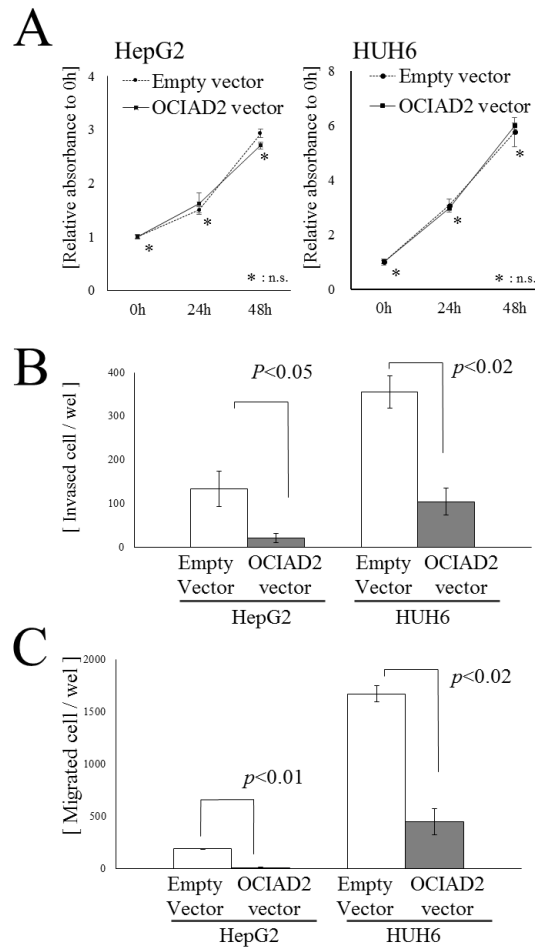 A
HepG2
HUH6
Empty vector
OCIAD2 vector
[Relative absorbance to 0h]
4
3
2
1
0
0h
24h
48h
*
*
*
* : n.s.
Empty vector
OCIAD2 vector
[Relative absorbance to 0h]
8
6
4
2
0
0h
24h
48h
*
*
*
* : n.s.
B
[ Invased cell / wel ]
400
300
200
100
0
P<0.05
p<0.02
Empty
Vector
OCIAD2
vector
Empty
Vector
OCIAD2
vector
HepG2
HUH6
C
[ Migrated cell / wel ]
2000
1500
1000
500
0
p<0.01
p<0.02
Empty
Vector
OCIAD2
vector
Empty
Vector
OCIAD2
vector
HepG2
HUH6